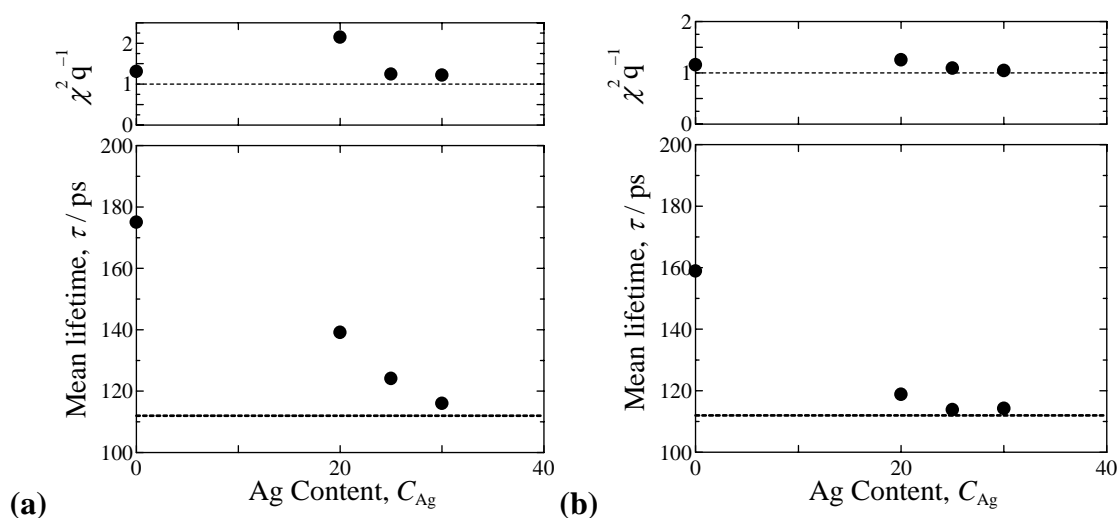 χ² q⁻¹
2
1
0
Mean lifetime, τ / ps
200
180
160
140
120
100
0 20 40
Ag Content, C_Ag
(a)
χ² q⁻¹
2
1
0
Mean lifetime, τ / ps
200
180
160
140
120
100
0 20 40
Ag Content, C_Ag
(b)